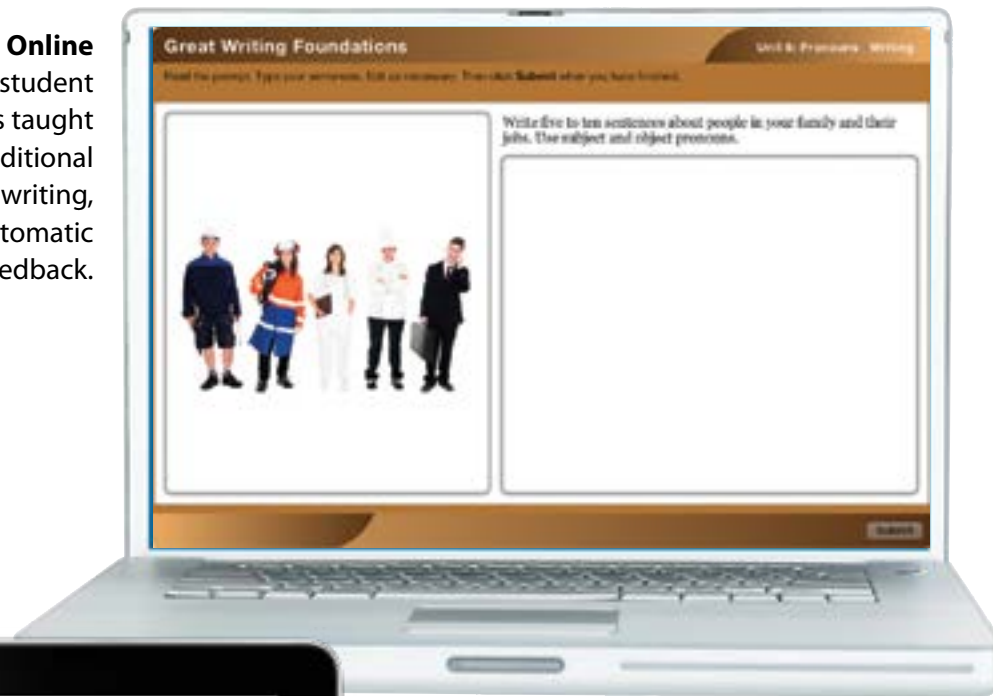 Online
student
s taught
ditional
writing,
tomatic
edback.
Great Writing Foundations
Unit 6: Pronouns Writing
Read the prompt. Type your sentences. Edit as necessary. Then click Submit when you have finished.
Write five to ten sentences about people in your family and their
jobs. Use subject and object pronouns.
Submit